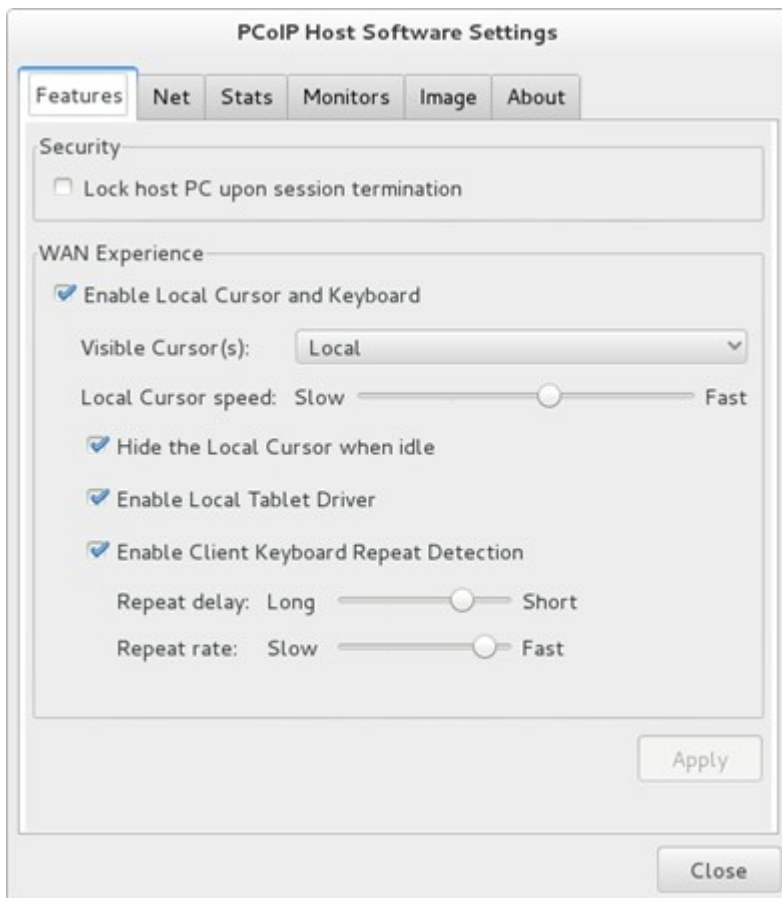 PCoIP Host Software Settings
Features Net Stats Monitors Image About
Security
Lock host PC upon session termination
WAN Experience
Enable Local Cursor and Keyboard
Visible Cursor(s): Local
Local Cursor speed: Slow Fast
Hide the Local Cursor when idle
Enable Local Tablet Driver
Enable Client Keyboard Repeat Detection
Repeat delay: Long Short
Repeat rate: Slow Fast
Apply
Close